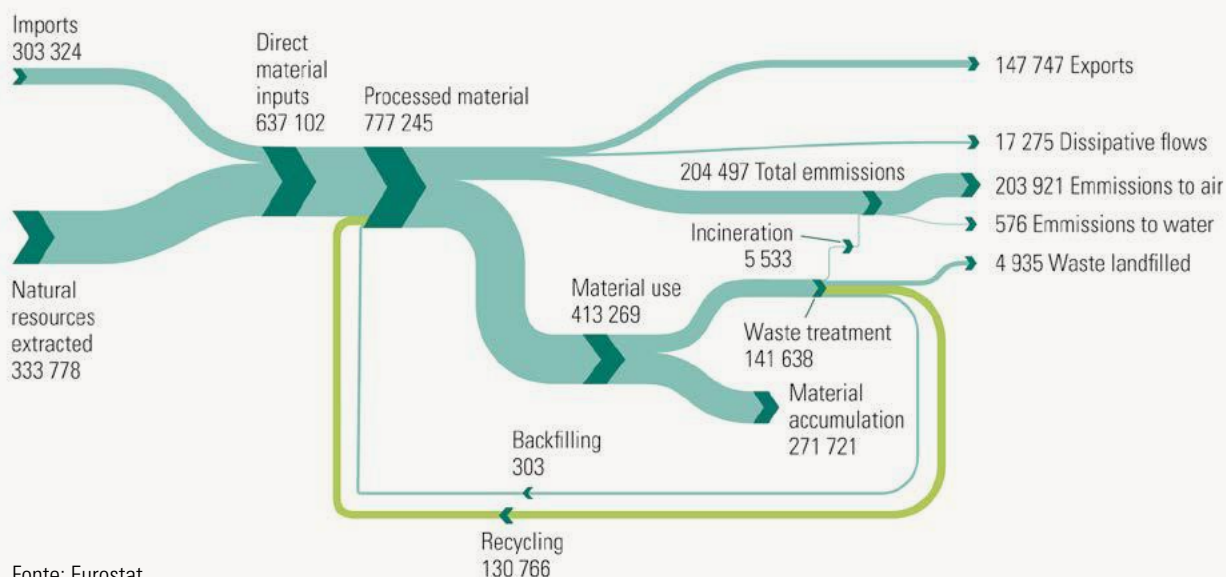 Imports
303 324
Direct
material
inputs
637 102
Processed material
777 245
147 747 Exports
17 275 Dissipative flows
204 497 Total emmissions
203 921 Emmissions to air
576 Emmissions to water
Incineration
5 533
4 935 Waste landfilled
Natural
resources
extracted
333 778
Material use
413 269
Waste treatment
141 638
Material
accumulation
271 721
Backfilling
303
Recycling
130 766
Fonte: Eurostat